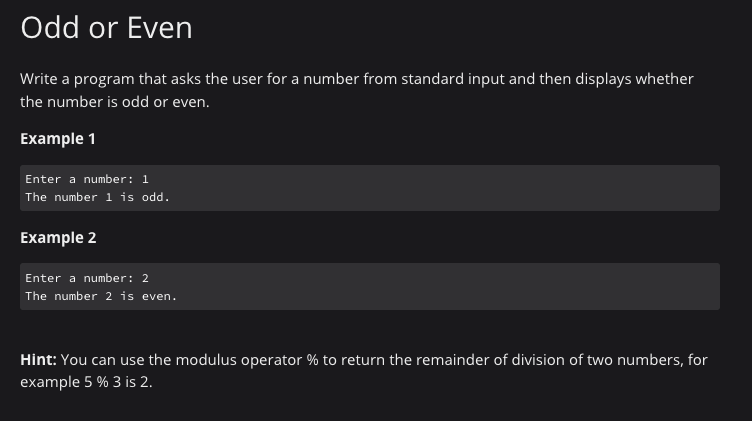 Odd or Even
Write a program that asks the user for a number from standard input and then displays whether
the number is odd or even.
Example 1
Enter a number: 1
The number 1 is odd.
Example 2
Enter a number: 2
The number 2 is even.
Hint: You can use the modulus operator % to return the remainder of division of two numbers, for
example 5 % 3 is 2.